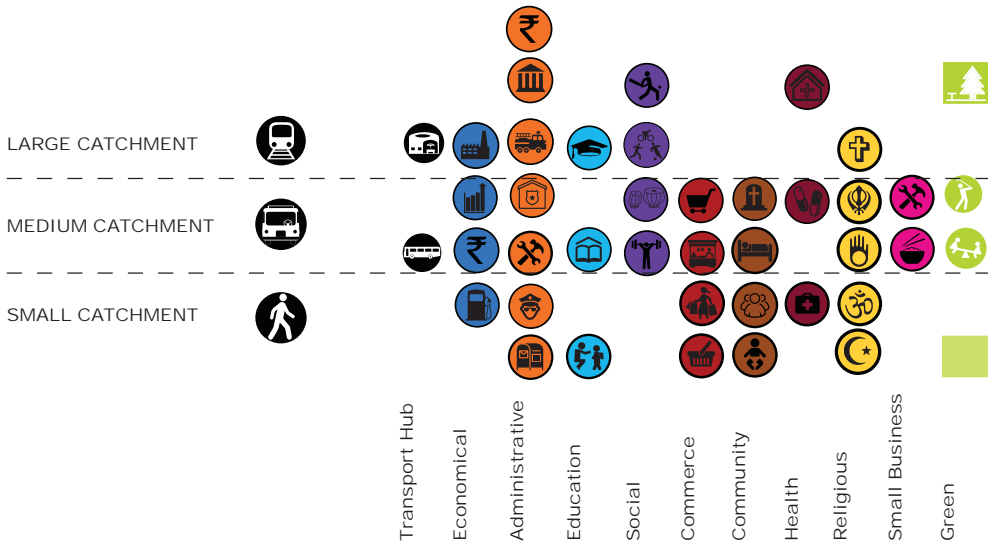 ₹
LARGE CATCHMENT
MEDIUM CATCHMENT
₹
SMALL CATCHMENT
Transport Hub
Economical
Administrative
Education
Social
Commerce
Community
Health
Religious
Small Business
Green